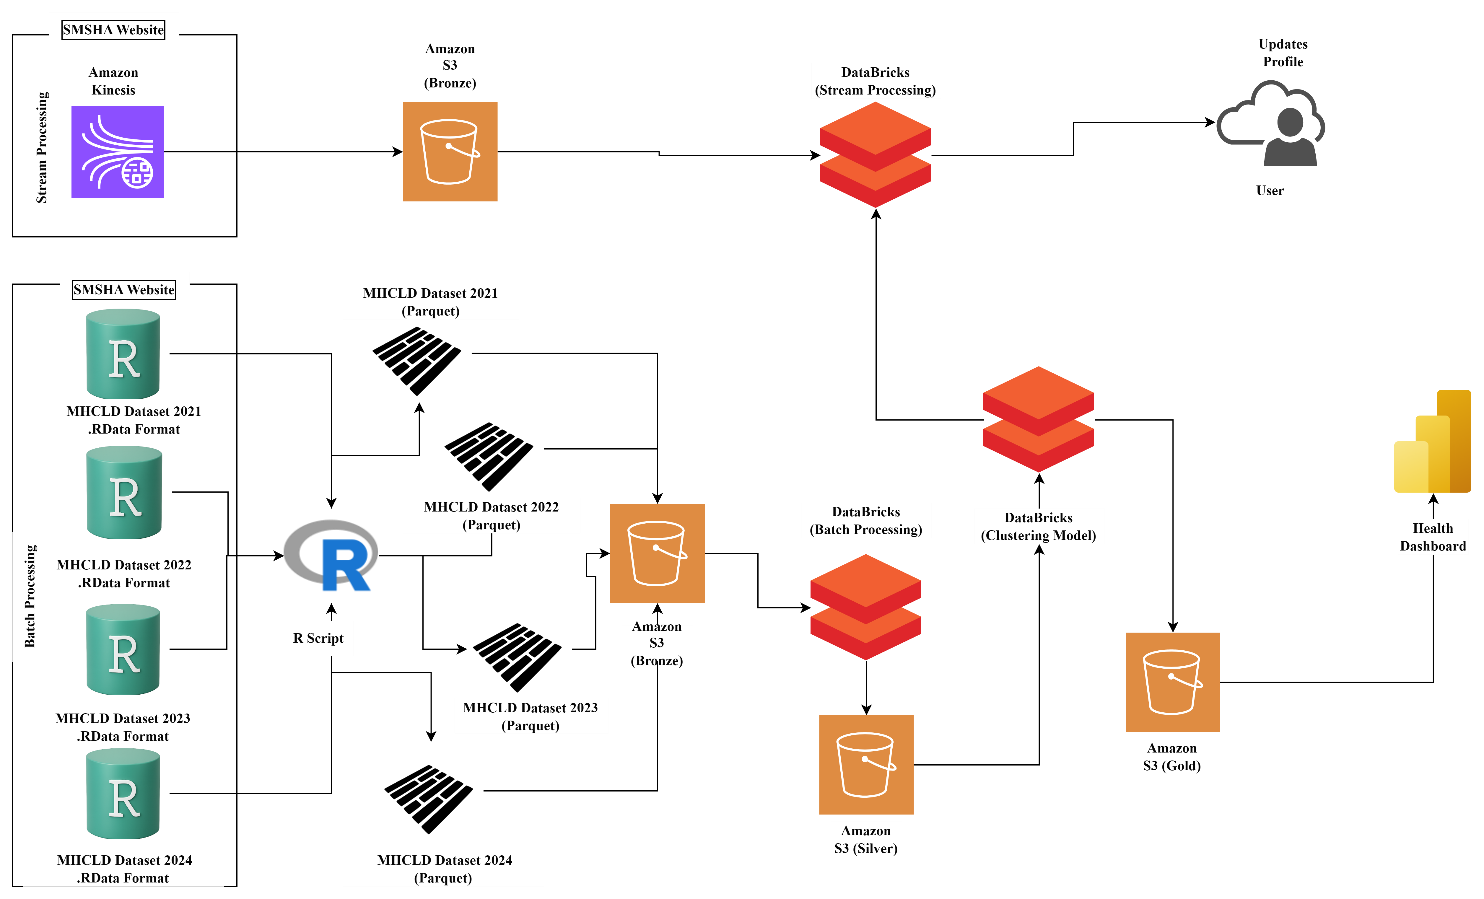 SMSHA Website
Stream Processing
Amazon
Kinesis
Amazon
S3
(Bronze)
DataBricks
(Stream Processing)
Updates
Profile
User
SMSHA Website
Batch Processing
R
MHCLD Dataset 2021
.RData Format
R
MHCLD Dataset 2022
.RData Format
R
MHCLD Dataset 2023
.RData Format
R
MHCLD Dataset 2024
.RData Format
R
R Script
MHCLD Dataset 2021
(Parquet)
MHCLD Dataset 2022
(Parquet)
MHCLD Dataset 2023
(Parquet)
MHCLD Dataset 2024
(Parquet)
Amazon
S3
(Bronze)
DataBricks
(Batch Processing)
Amazon
S3 (Silver)
DataBricks
(Clustering Model)
Amazon
S3 (Gold)
Health
Dashboard